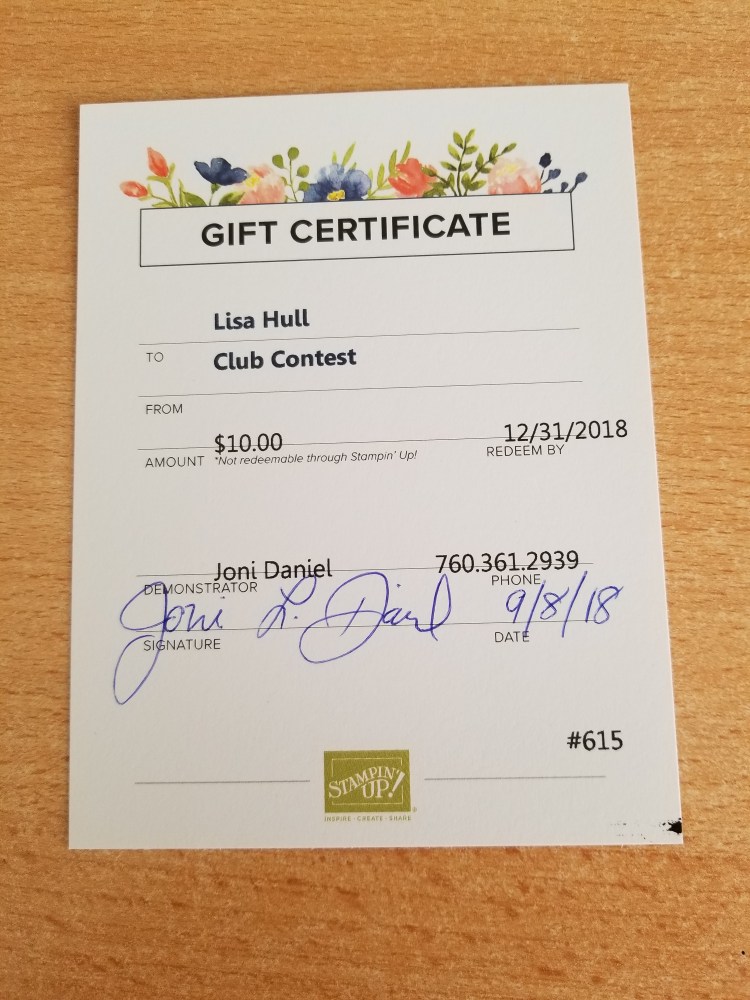 GIFT CERTIFICATE
Lisa Hull
TO
Club Contest
FROM
$10.00 12/31/2018
AMOUNT *Not redeemable through Stampin' Up! REDEEM BY
Joni Daniel 760.361.2939
DEMONSTRATOR PHONE
Joni L. Daniel 9/8/18
SIGNATURE DATE
#615
STAMPIN'
UP!®
INSPIRE · CREATE · SHARE